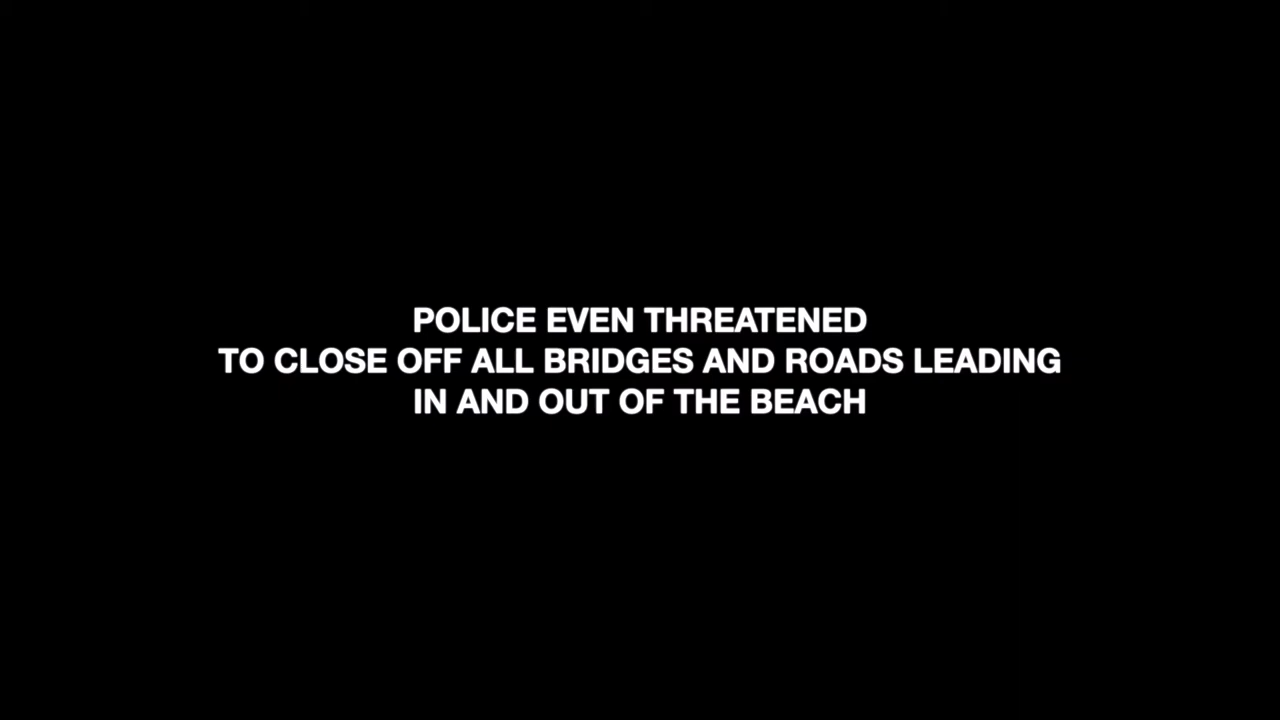 POLICE EVEN THREATENED
TO CLOSE OFF ALL BRIDGES AND ROADS LEADING
IN AND OUT OF THE BEACH